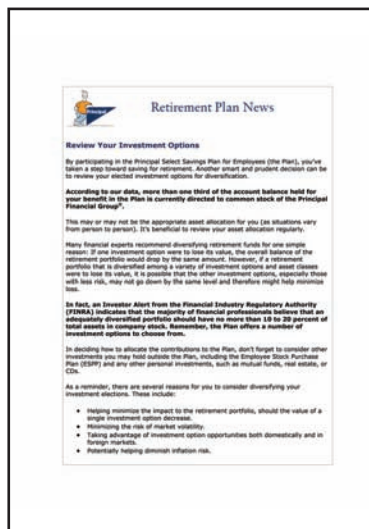 Principal
Retirement Plan News
Review Your Investment Options
By participating in the Principal Select Savings Plan for Employees (the Plan), you've
taken a step toward saving for retirement. Another smart and prudent decision can be
to review your elected investment options for diversification.
According to our data, more than one third of the account balance held for
your benefit in the Plan is currently directed to common stock of the Principal
Financial Group®.
This may or may not be the appropriate asset allocation for you (as situations vary
from person to person). It's beneficial to review your asset allocation regularly.
Many financial experts recommend diversifying retirement funds for one simple
reason: If one investment option were to lose its value, the overall balance of the
retirement portfolio would drop by the same amount. However, if a retirement
portfolio that is diversified among a variety of investment options and asset classes
were to lose its value, it is possible that the other investment options, especially those
with less risk, may not go down by the same level and therefore might help minimize
loss.
In fact, an Investor Alert from the Financial Industry Regulatory Authority
(FINRA) indicates that the majority of financial professionals believe that an
adequately diversified portfolio should have no more than 10 to 20 percent of
total assets in company stock. Remember, the Plan offers a number of
investment options to choose from.
In deciding how to allocate the contributions to the Plan, don't forget to consider other
investments you may hold outside the Plan, including the Employee Stock Purchase
Plan (ESPP) and any other personal investments, such as mutual funds, real estate, or
CDs.
As a reminder, there are several reasons for you to consider diversifying your
investment elections. These include:
• Helping minimize the impact to the retirement portfolio, should the value of a
single investment option decrease.
• Minimizing the risk of market volatility.
• Taking advantage of investment option opportunities both domestically and in
foreign markets.
• Potentially helping diminish inflation risk.